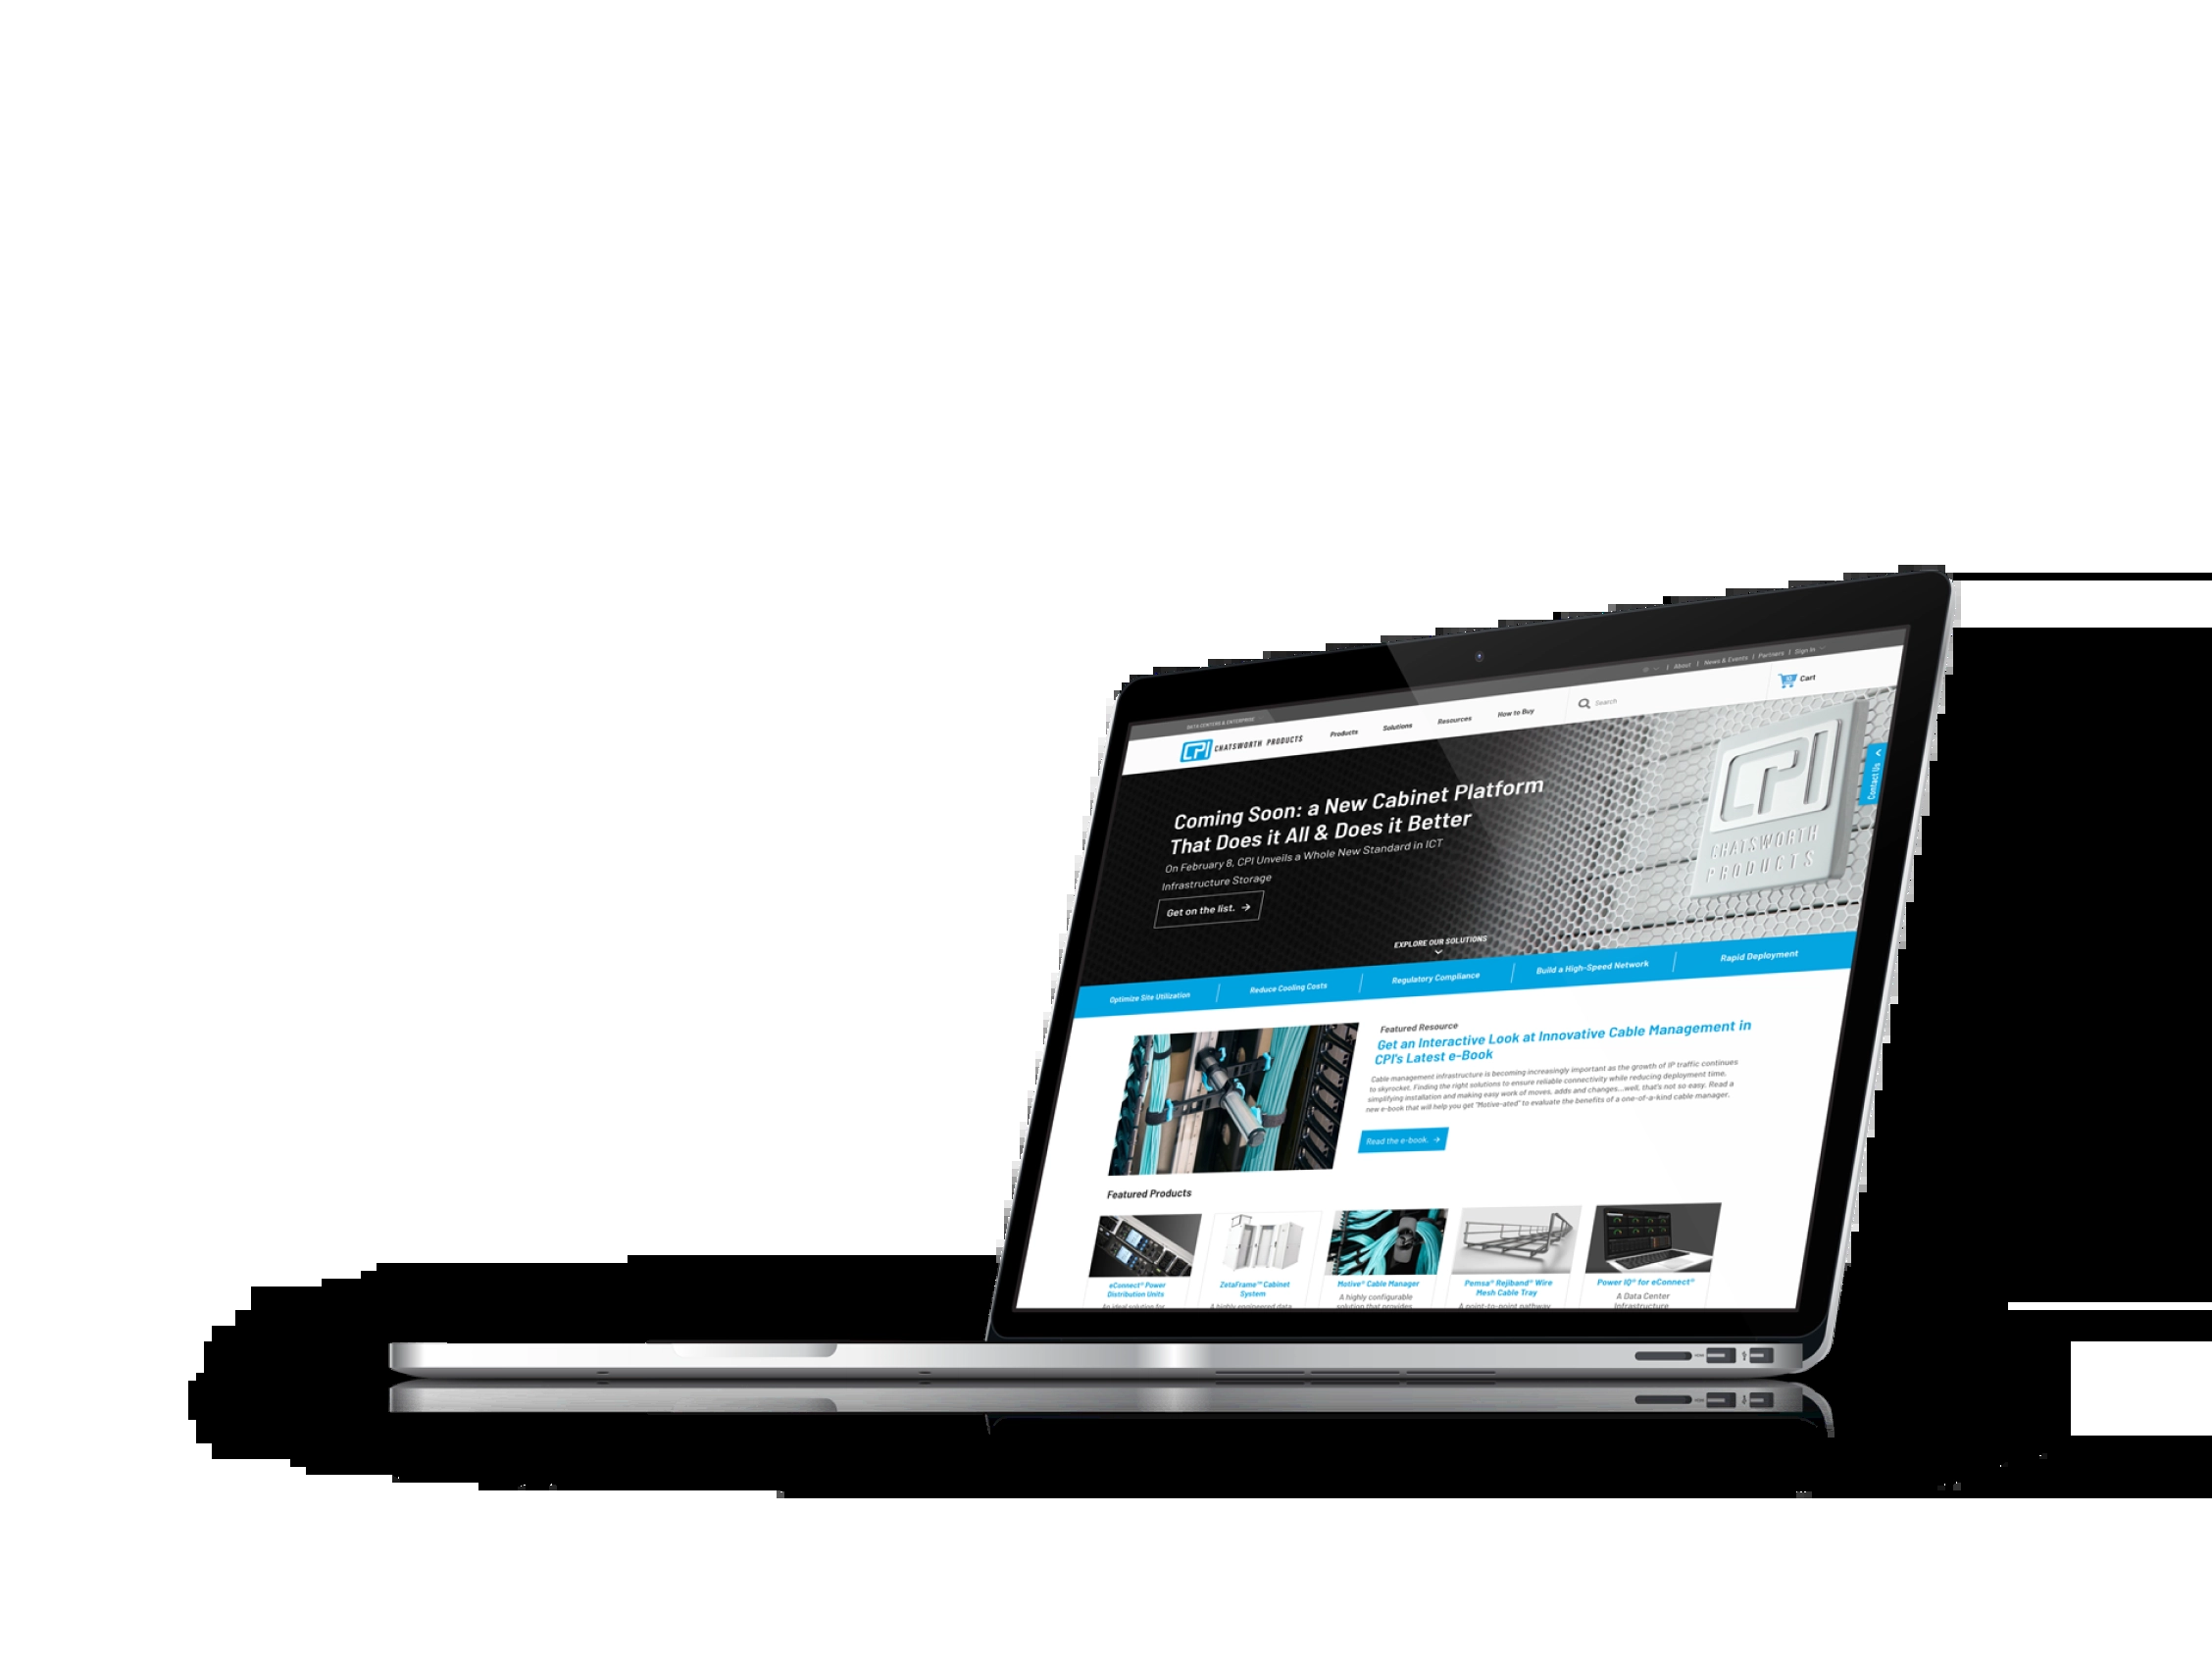 DATA CENTERS & ENTERPRISE
About | News & Events | Partners | Sign In
CPI CHATSWORTH PRODUCTS
Products
Solutions
Resources
How to Buy
Search
Cart
Coming Soon: a New Cabinet Platform
That Does it All & Does it Better
On February 8, CPI Unveils a Whole New Standard in ICT
Infrastructure Storage
Get on the list. →
CPI
CHATSWORTH
PRODUCTS
Contact Us
EXPLORE OUR SOLUTIONS
Optimize Site Utilization
Reduce Cooling Costs
Regulatory Compliance
Build a High-Speed Network
Rapid Deployment
Featured Resource
Get an Interactive Look at Innovative Cable Management in
CPI's Latest e-Book
Cable management infrastructure is becoming increasingly important as the growth of IP traffic continues
to skyrocket. Finding the right solutions to ensure reliable connectivity while reducing deployment time,
simplifying installation and making easy work of moves, adds and changes...well, that's not so easy. Read a
new e-book that will help you get "Motive-ated" to evaluate the benefits of a one-of-a-kind cable manager.
Read the e-book. →
Featured Products
eConnect® Power
Distribution Units
An ideal solution for
ZetaFrame™ Cabinet
System
A highly engineered data
Motive® Cable Manager
A highly configurable
solution that provides
Pemsa® Rejiband® Wire
Mesh Cable Tray
A point-to-point pathway
Power IQ® for eConnect®
A Data Center
Infrastructure